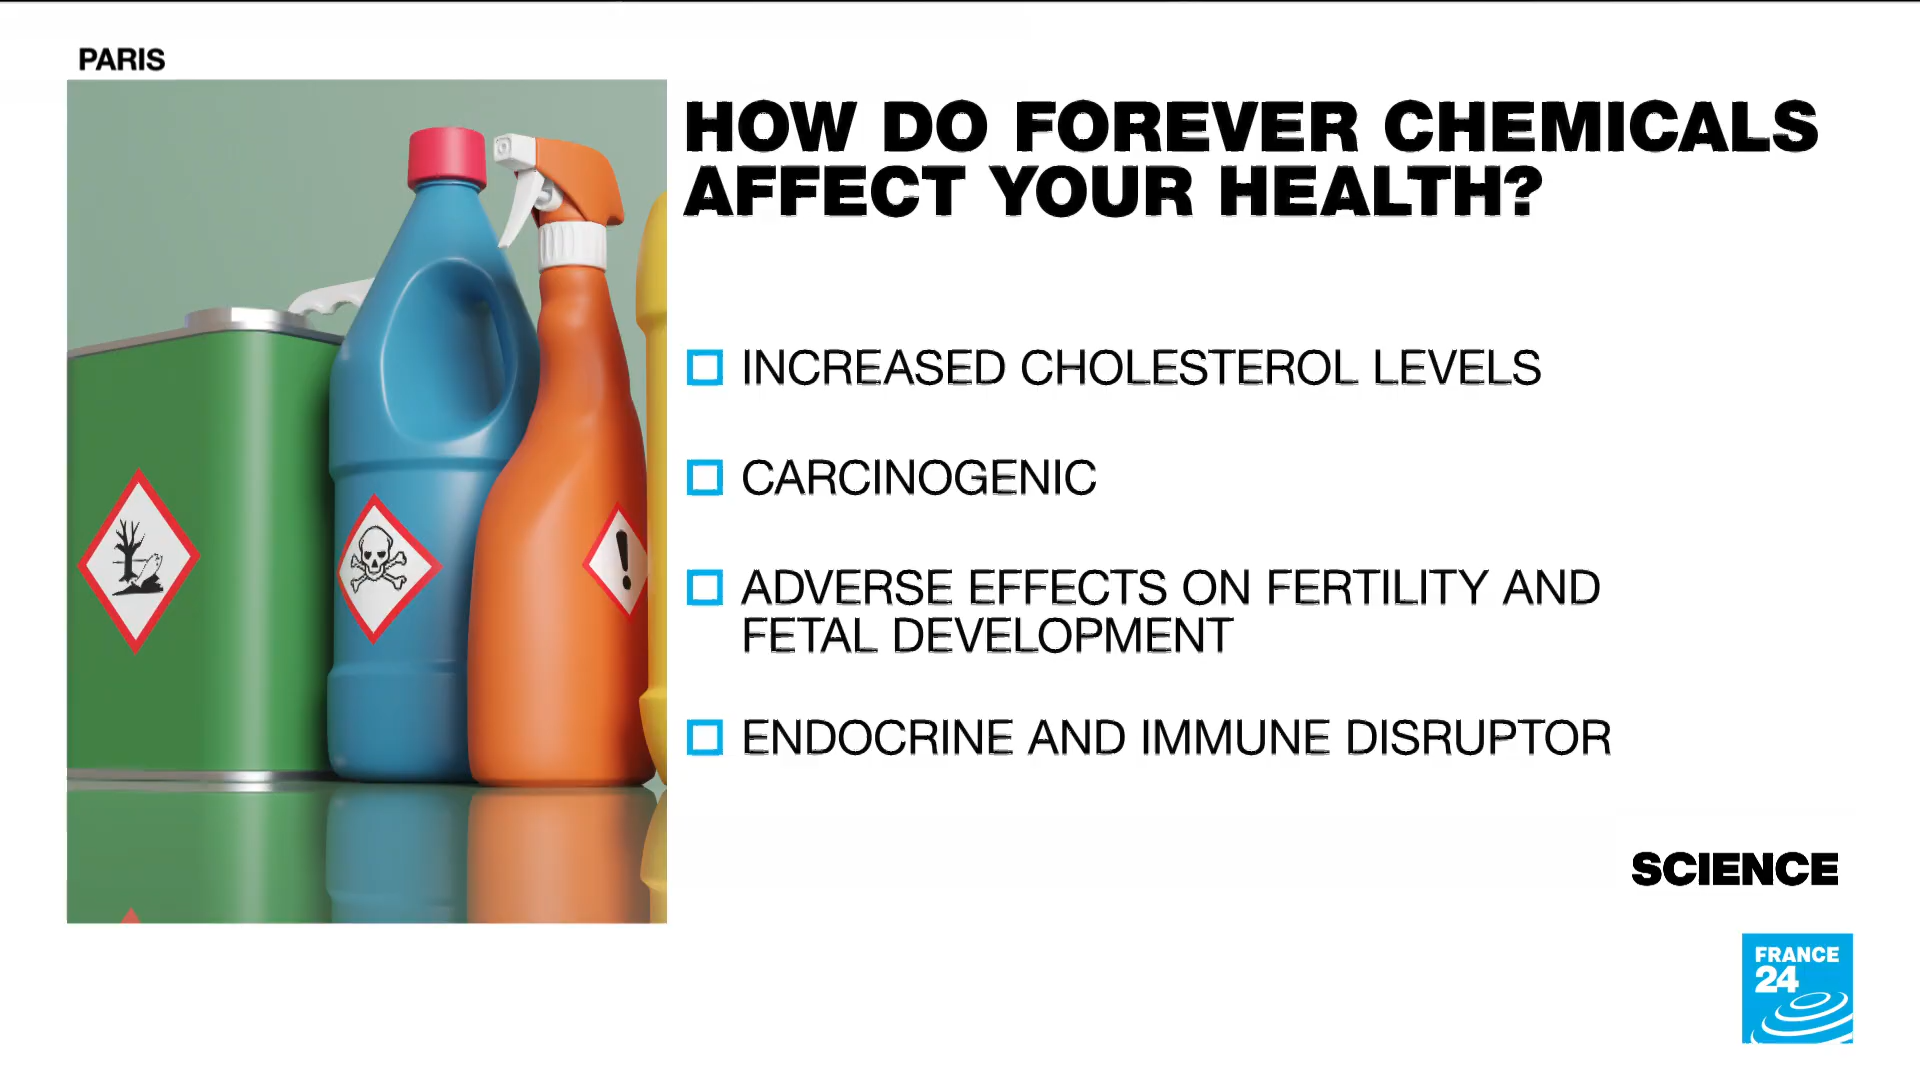 PARIS
HOW DO FOREVER CHEMICALS
AFFECT YOUR HEALTH?
INCREASED CHOLESTEROL LEVELS
CARCINOGENIC
ADVERSE EFFECTS ON FERTILITY AND
FETAL DEVELOPMENT
ENDOCRINE AND IMMUNE DISRUPTOR
SCIENCE
FRANCE
24